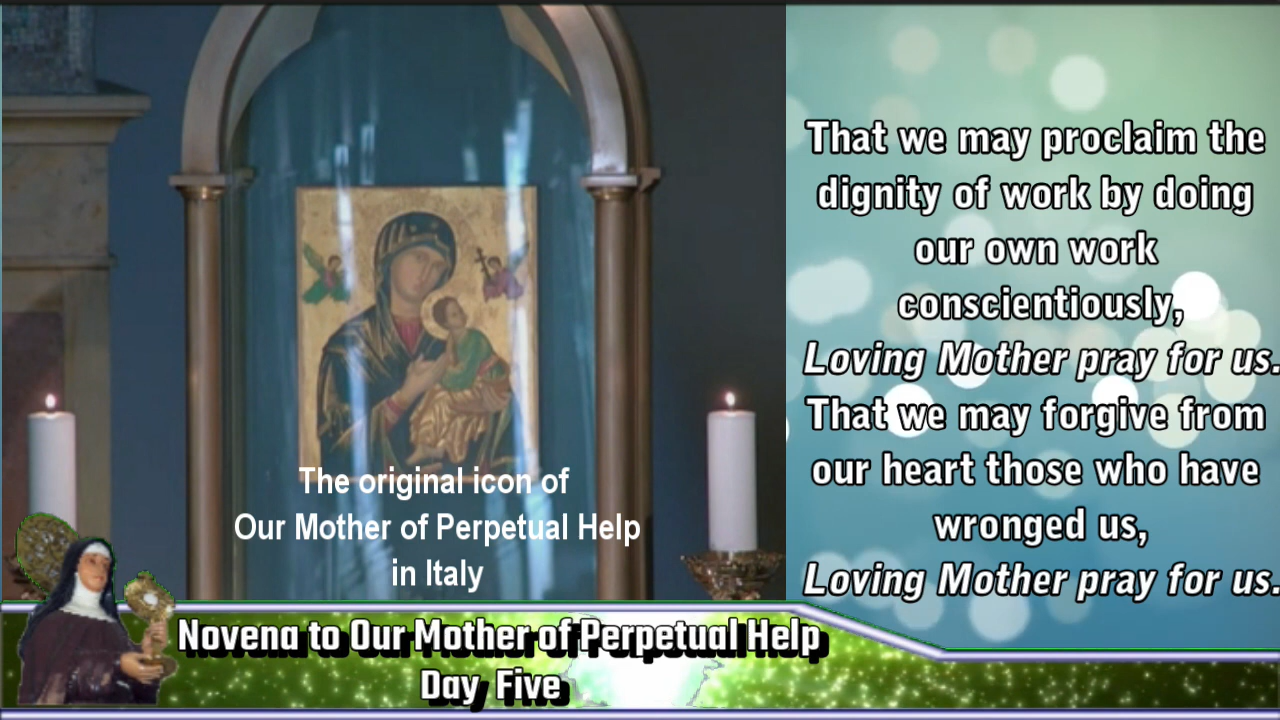 The original icon of
Our Mother of Perpetual Help
in Italy
That we may proclaim the
dignity of work by doing
our own work
conscientiously,
Loving Mother pray for us.
That we may forgive from
our heart those who have
wronged us,
Loving Mother pray for us.
Novena to Our Mother of Perpetual Help
Day Five